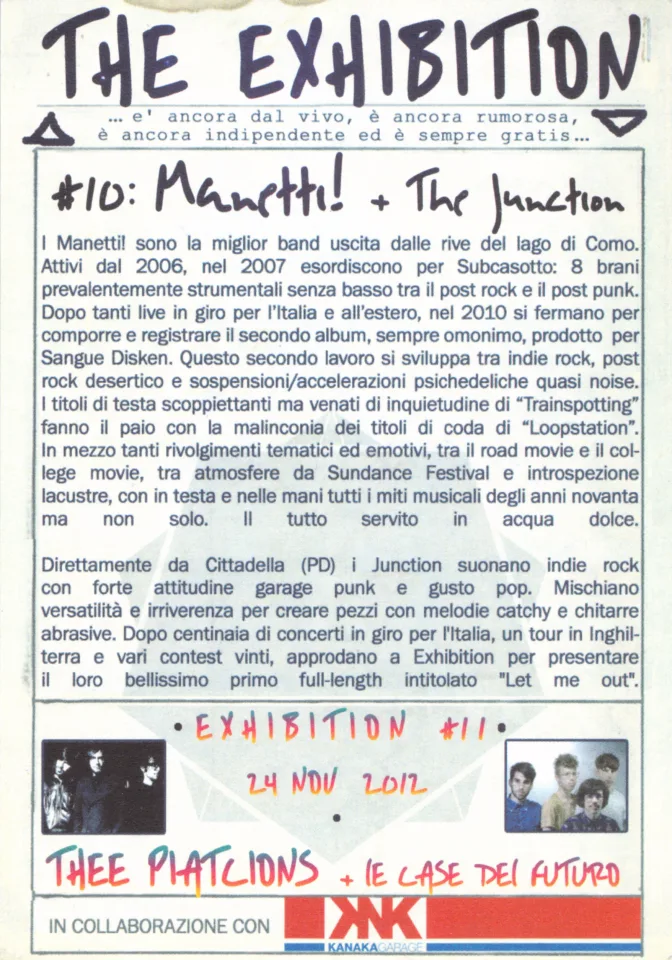 THE EXHIBITION
... e' ancora dal vivo, è ancora rumorosa,
è ancora indipendente ed è sempre gratis...
#10: Manetti! + The Junction
I Manetti! sono la miglior band uscita dalle rive del lago di Como.
Attivi dal 2006, nel 2007 esordiscono per Subcasotto: 8 brani
prevalentemente strumentali senza basso tra il post rock e il post punk.
Dopo tanti live in giro per l'Italia e all'estero, nel 2010 si fermano per
comporre e registrare il secondo album, sempre omonimo, prodotto per
Sangue Disken. Questo secondo lavoro si sviluppa tra indie rock, post
rock desertico e sospensioni/accelerazioni psichedeliche quasi noise.
I titoli di testa scoppiettanti ma venati di inquietudine di “Trainspotting”
fanno il paio con la malinconia dei titoli di coda di “Loopstation”.
In mezzo tanti rivolgimenti tematici ed emotivi, tra il road movie e il col-
lege movie, tra atmosfere da Sundance Festival e introspezione
lacustre, con in testa e nelle mani tutti i miti musicali degli anni novanta
ma non solo. Il tutto servito in acqua dolce.
Direttamente da Cittadella (PD) i Junction suonano indie rock
con forte attitudine garage punk e gusto pop. Mischiano
versatilità e irriverenza per creare pezzi con melodie catchy e chitarre
abrasive. Dopo centinaia di concerti in giro per l'Italia, un tour in Inghil-
terra e vari contest vinti, approdano a Exhibition per presentare
il loro bellissimo primo full-length intitolato "Let me out".
• EXHIBITION #11 •
24 NOV 2012
THEE PIATCIONS + LE CASE DEL FUTURO
IN COLLABORAZIONE CON
KNK
KANAKAGARAGE